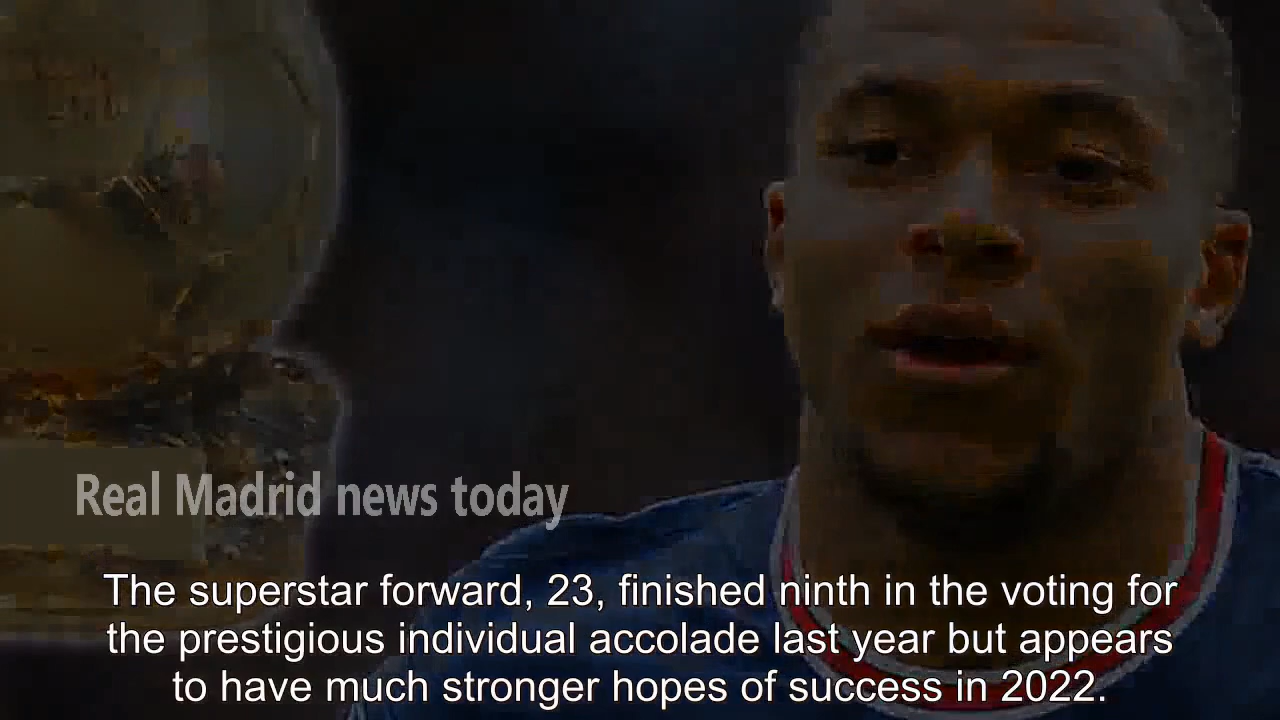 Real Madrid news today
The superstar forward, 23, finished ninth in the voting for
the prestigious individual accolade last year but appears
to have much stronger hopes of success in 2022.